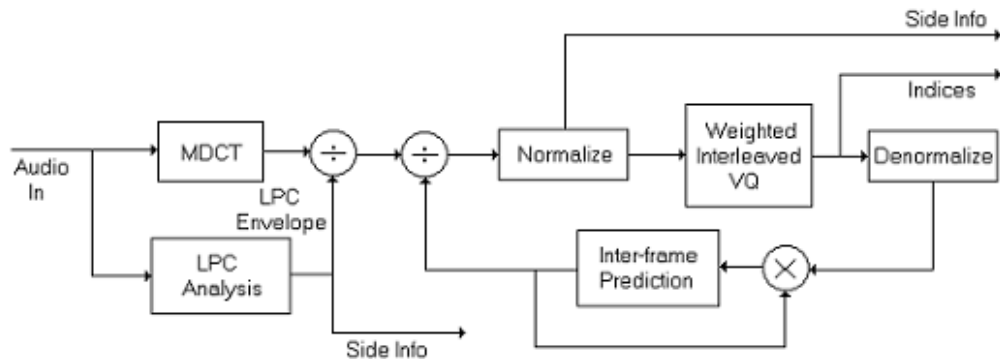 Side Info
Indices
Audio
In
MDCT
÷
÷
Normalize
Weighted
Interleaved
VQ
Denormalize
LPC
Envelope
LPC
Analysis
Inter-frame
Prediction
×
Side Info